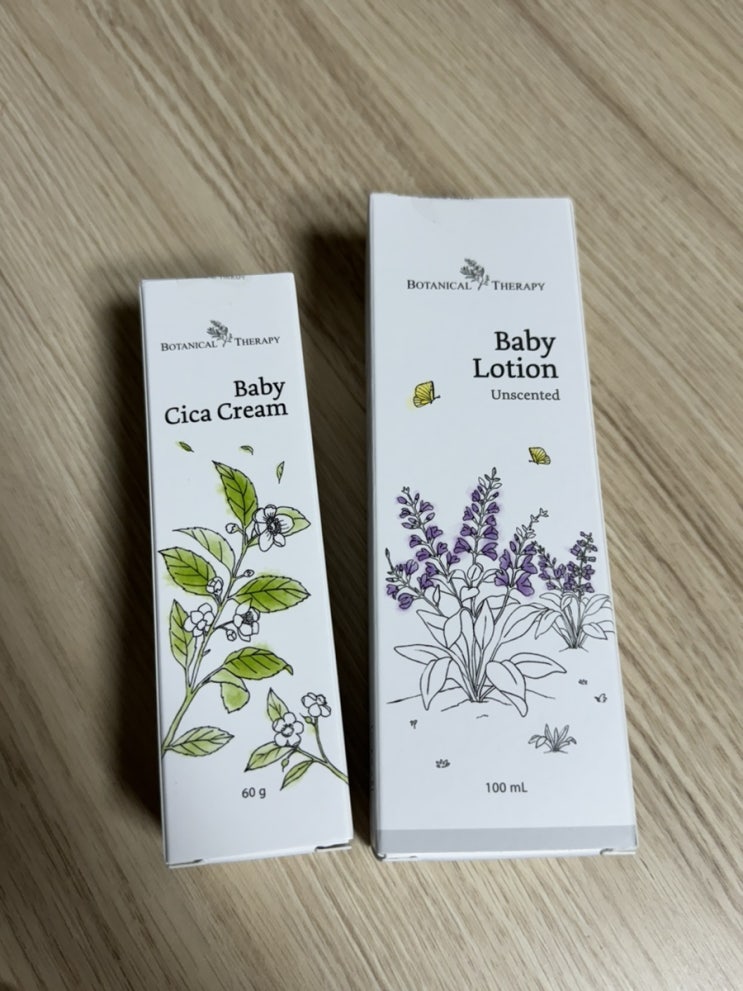 BOTANICAL THERAPY
Baby
Cica Cream
60 g
BOTANICAL THERAPY
Baby
Lotion
Unscented
100 mL